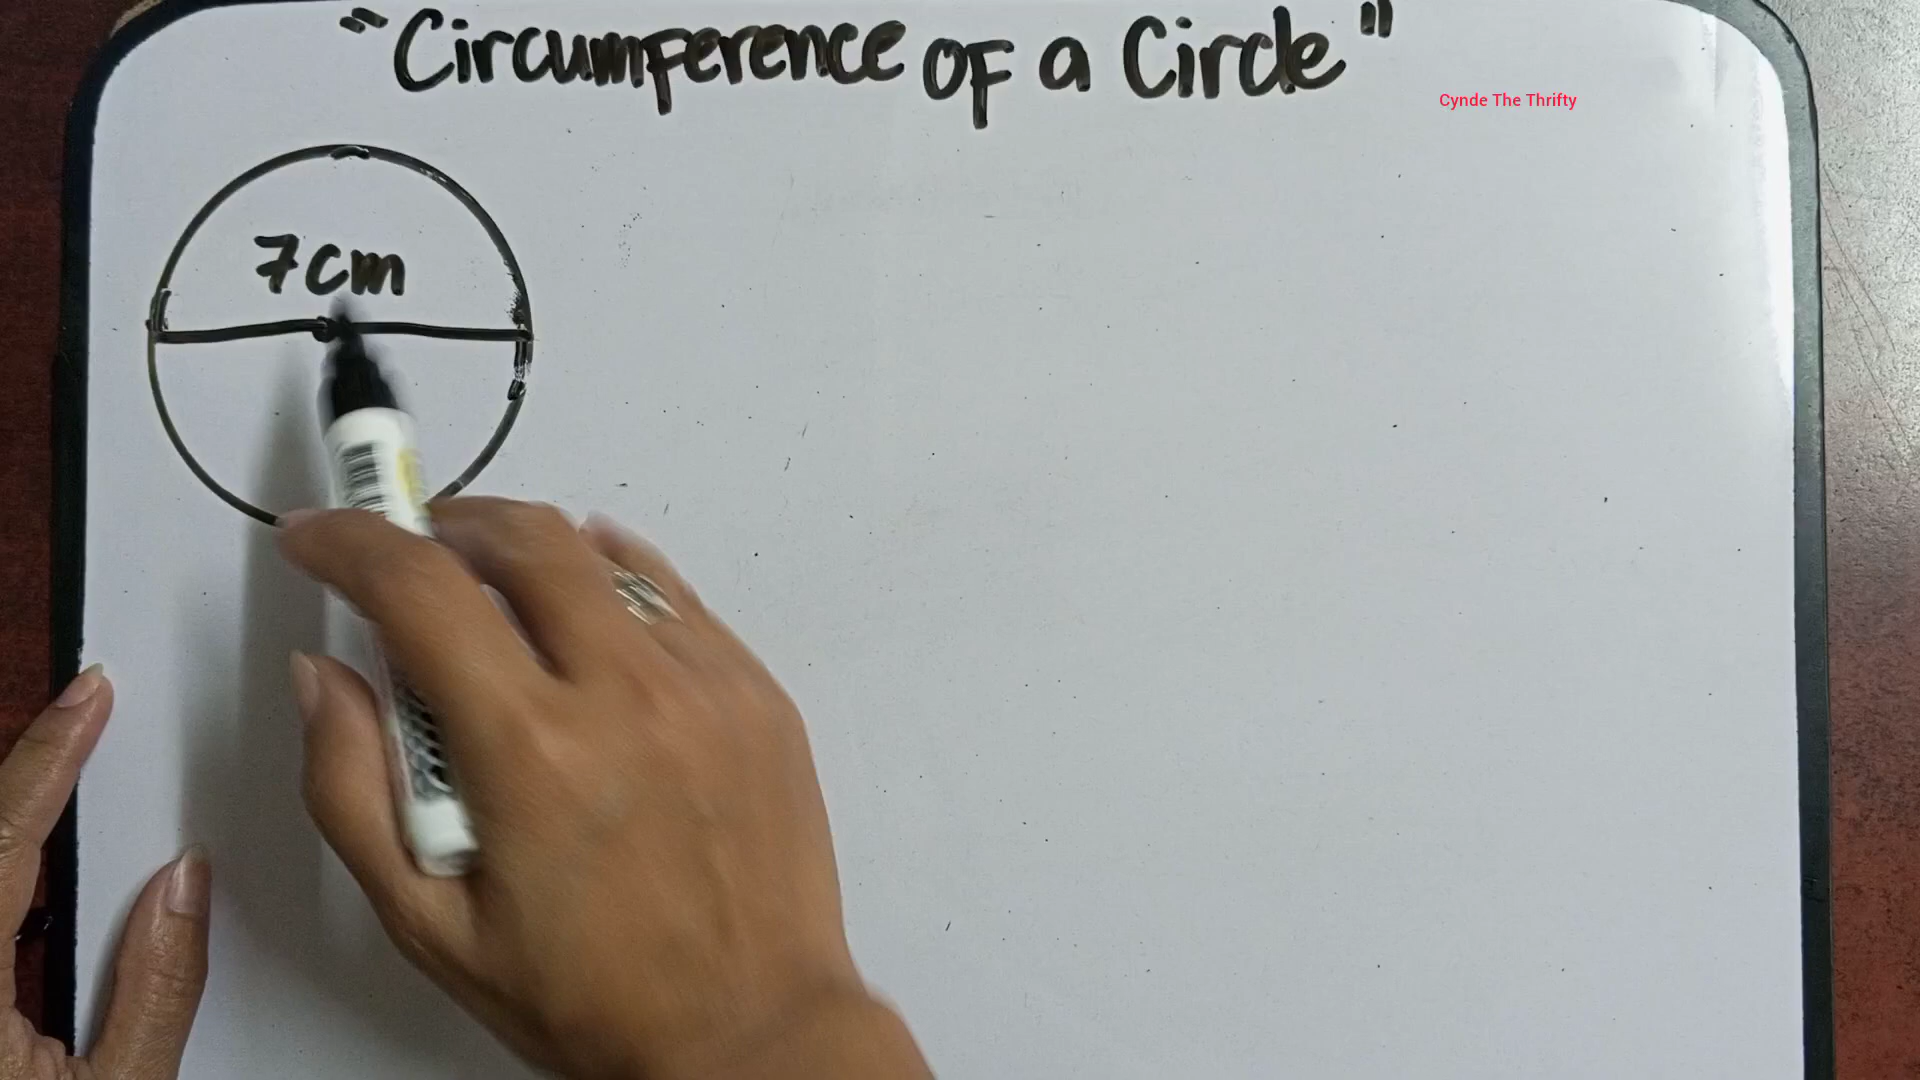 "Circumference of a Circle"
Cynde The Thrifty
7cm